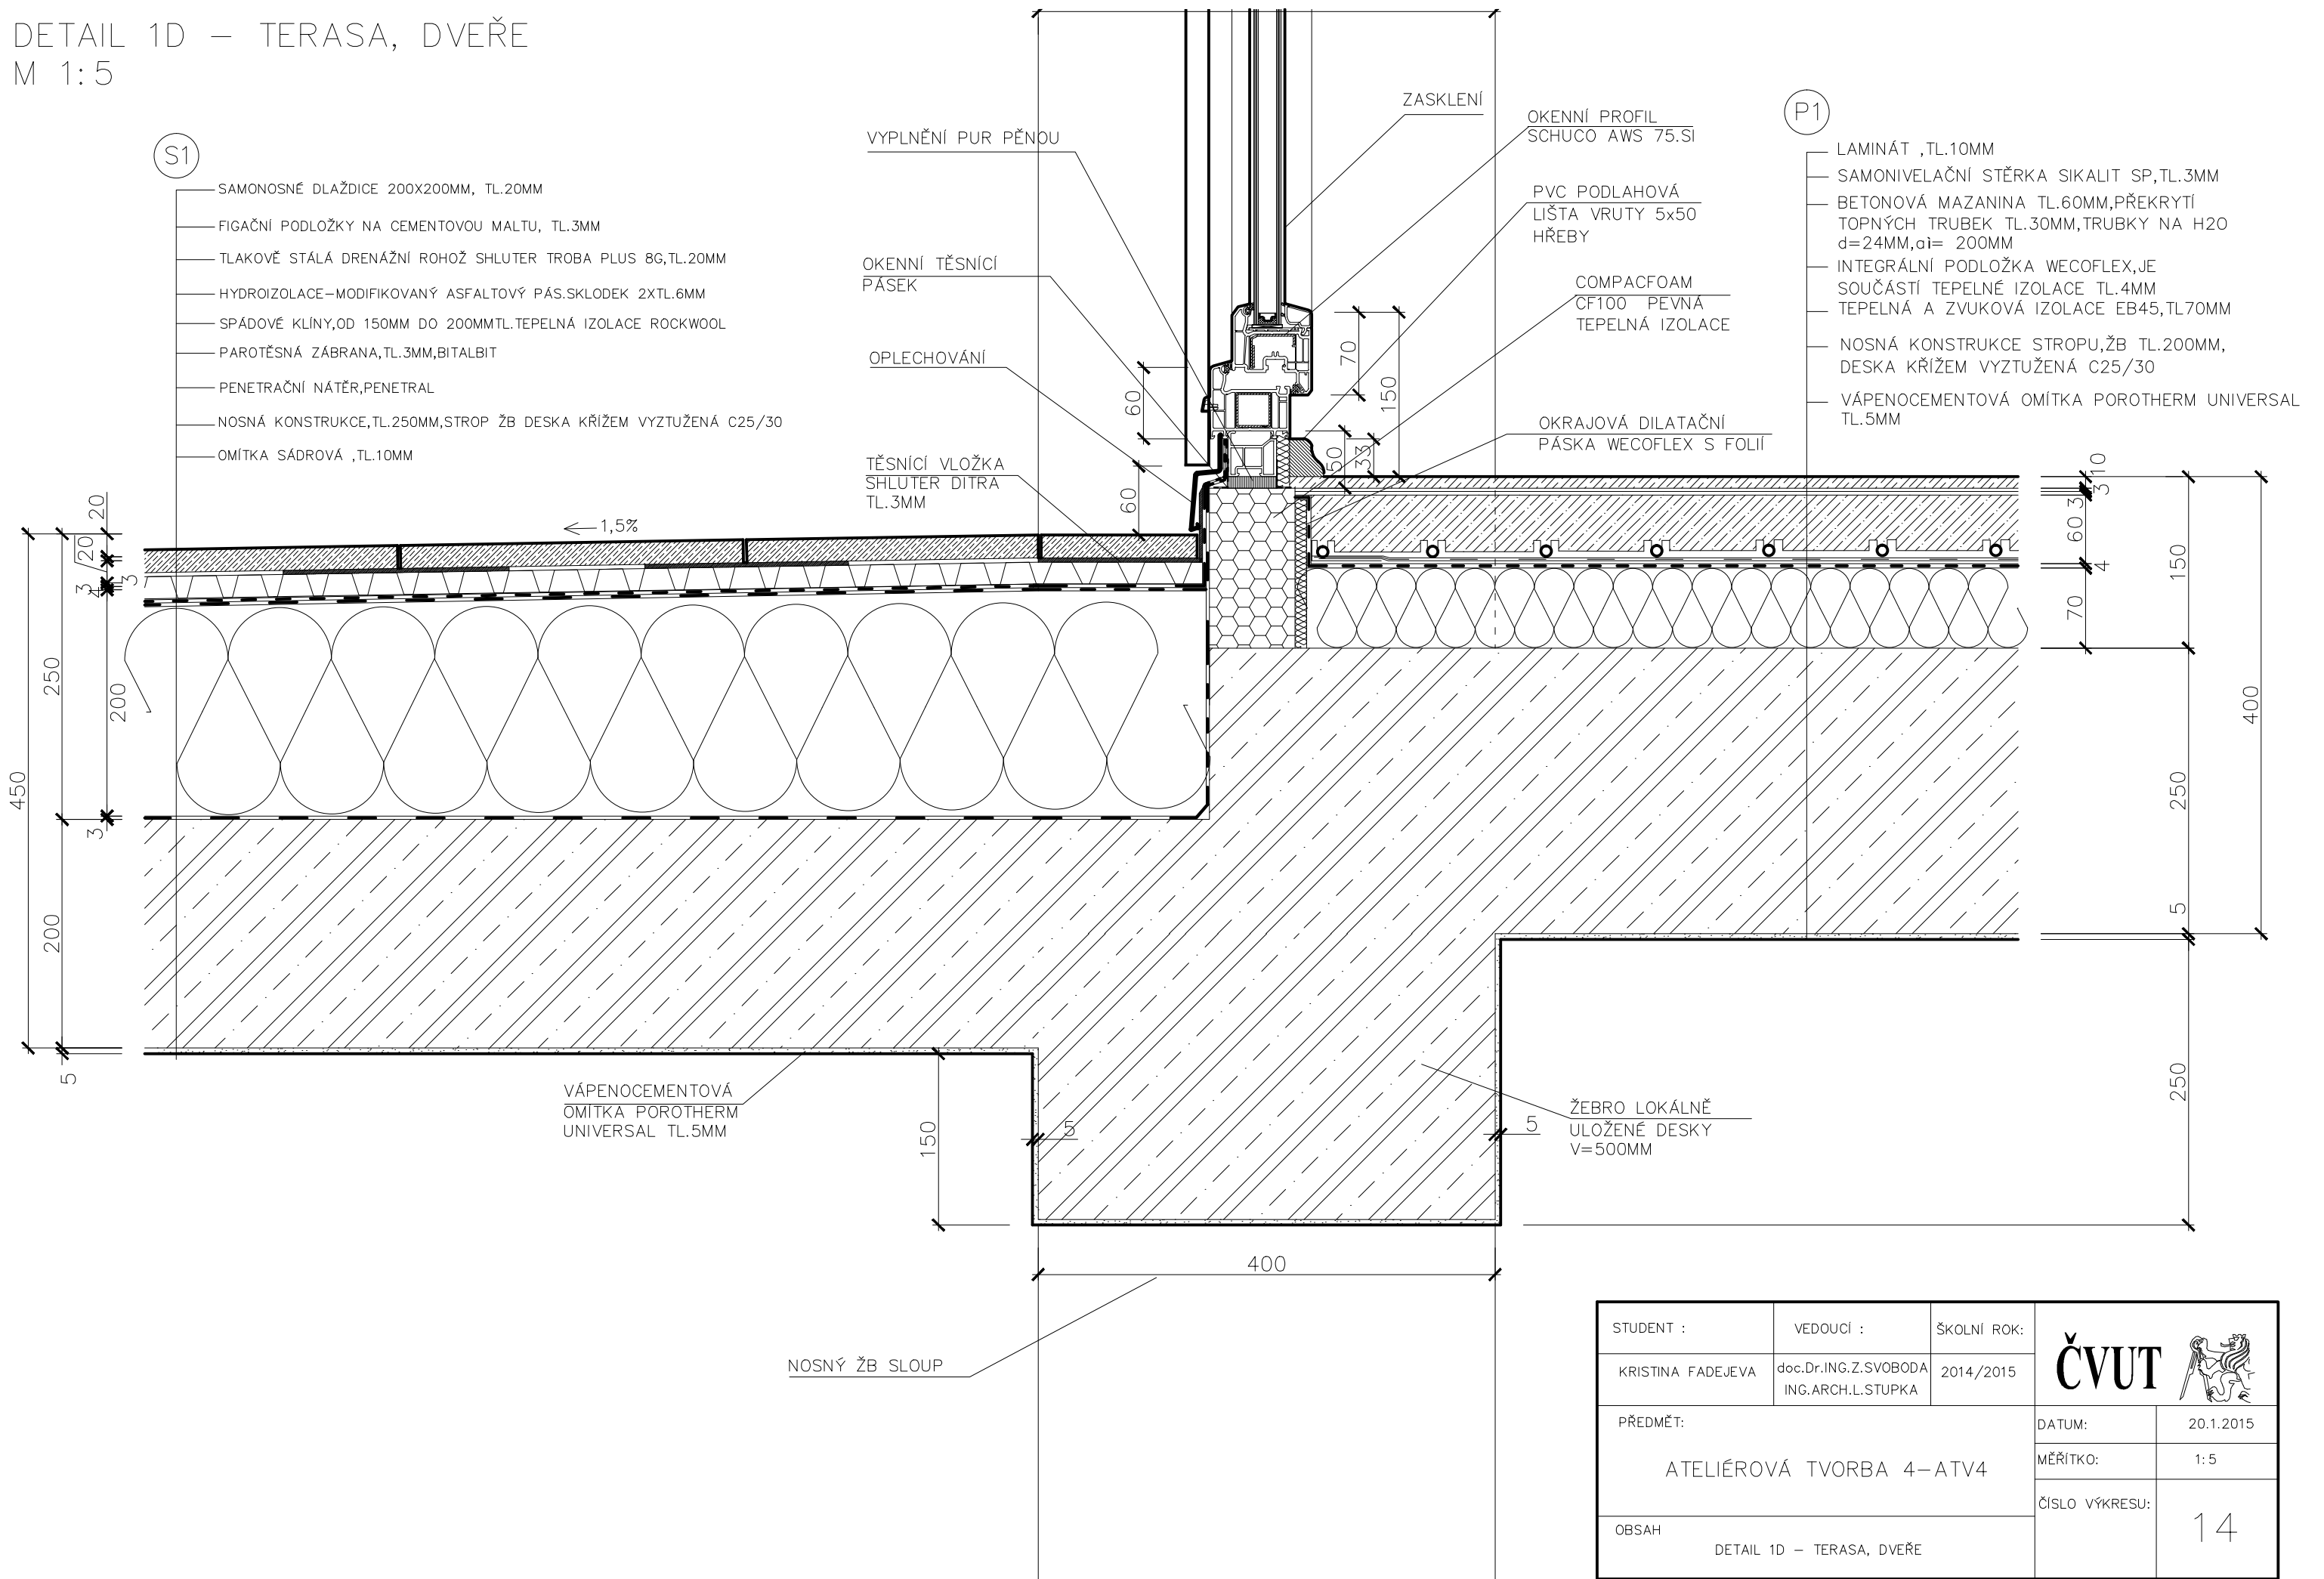 DETAIL 1D – TERASA, DVEŘE
M 1:5
S1
SAMONOSNÉ DLAŽDICE 200X200MM, TL.20MM
FIGAČNÍ PODLOŽKY NA CEMENTOVOU MALTU, TL.3MM
TLAKOVĚ STÁLÁ DRENÁŽNÍ ROHOŽ SHLUTER TROBA PLUS 8G,TL.20MM
HYDROIZOLACE–MODIFIKOVANÝ ASFALTOVÝ PÁS.SKLODEK 2XTL.6MM
SPÁDOVÉ KLÍNY,OD 150MM DO 200MMTL.TEPELNÁ IZOLACE ROCKWOOL
PAROTĚSNÁ ZÁBRANA,TL.3MM,BITALBIT
PENETRAČNÍ NÁTĚR,PENETRAL
NOSNÁ KONSTRUKCE,TL.250MM,STROP ŽB DESKA KŘÍŽEM VYZTUŽENÁ C25/30
OMÍTKA SÁDROVÁ ,TL.10MM
VYPLNĚNÍ PUR PĚNOU
OKENNÍ TĚSNÍCÍ
PÁSEK
OPLECHOVÁNÍ
TĚSNÍCÍ VLOŽKA
SHLUTER DITRA
TL.3MM
ZASKLENÍ
OKENNÍ PROFIL
SCHUCO AWS 75.SI
PVC PODLAHOVÁ
LIŠTA VRUTY 5x50
HŘEBY
COMPACFOAM
CF100 PEVNÁ
TEPELNÁ IZOLACE
OKRAJOVÁ DILATAČNÍ
PÁSKA WECOFLEX S FOLIÍ
P1
LAMINÁT ,TL.10MM
SAMONIVELAČNÍ STĚRKA SIKALIT SP,TL.3MM
BETONOVÁ MAZANINA TL.60MM,PŘEKRYTÍ
TOPNÝCH TRUBEK TL.30MM,TRUBKY NA H2O
d=24MM,ai= 200MM
INTEGRÁLNÍ PODLOŽKA WECOFLEX,JE
SOUČÁSTÍ TEPELNÉ IZOLACE TL.4MM
TEPELNÁ A ZVUKOVÁ IZOLACE EB45,TL70MM
NOSNÁ KONSTRUKCE STROPU,ŽB TL.200MM,
DESKA KŘÍŽEM VYZTUŽENÁ C25/30
VÁPENOCEMENTOVÁ OMÍTKA POROTHERM UNIVERSAL
TL.5MM
60
60
70
150
50
33
1,5%
20
20
3
3
250
200
450
3
200
5
10
3
3
60
4
70
150
400
250
5
250
VÁPENOCEMENTOVÁ
OMÍTKA POROTHERM
UNIVERSAL TL.5MM
150
5
5
ŽEBRO LOKÁLNĚ
ULOŽENÉ DESKY
V=500MM
400
NOSNÝ ŽB SLOUP
STUDENT :
VEDOUCÍ :
ŠKOLNÍ ROK:
KRISTINA FADEJEVA
doc.Dr.ING.Z.SVOBODA
ING.ARCH.L.STUPKA
2014/2015
ČVUT
PŘEDMĚT:
ATELIÉROVÁ TVORBA 4–ATV4
DATUM:
20.1.2015
MĚŘÍTKO:
1:5
ČÍSLO VÝKRESU:
14
OBSAH
DETAIL 1D – TERASA, DVEŘE